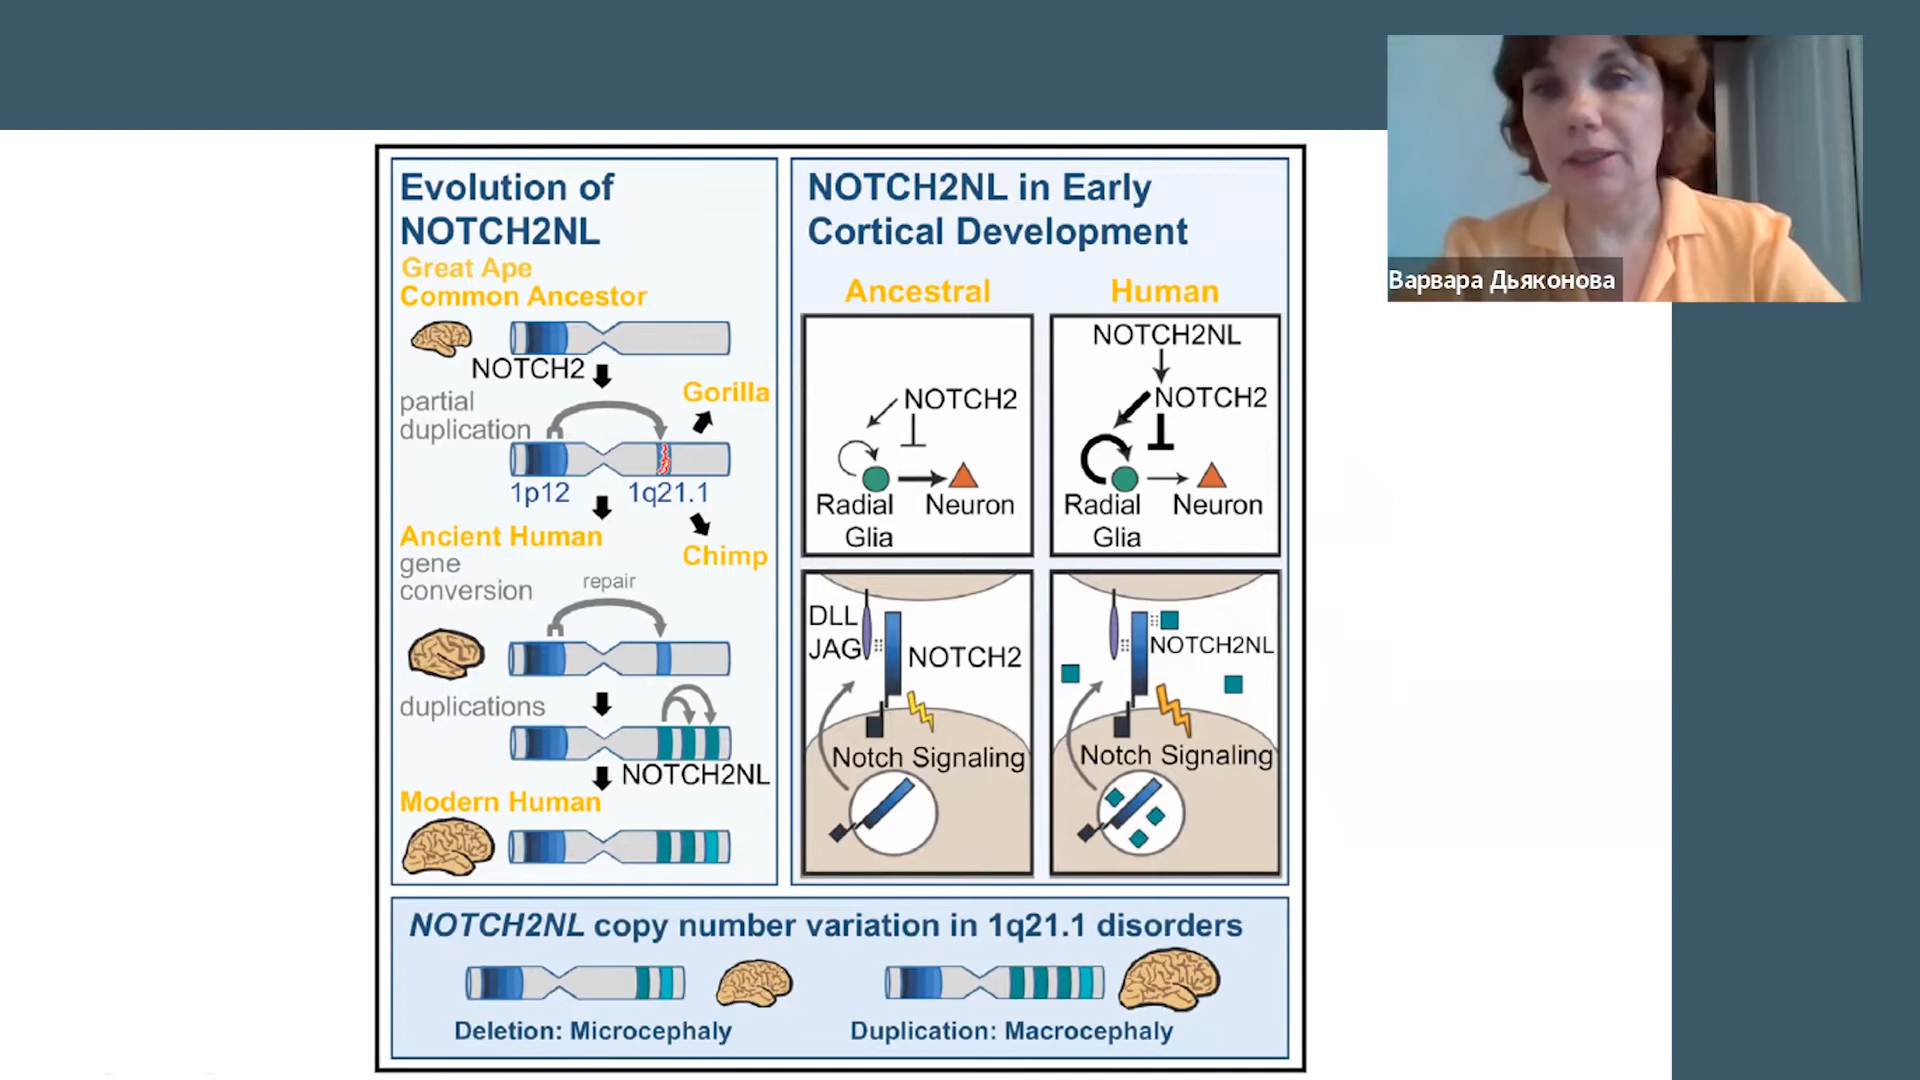 Варвара Дьяконова
Evolution of
NOTCH2NL
Great Ape
Common Ancestor
NOTCH2
partial
duplication
Gorilla
1p12
1q21.1
Ancient Human
Chimp
gene
conversion
repair
duplications
NOTCH2NL
Modern Human
NOTCH2NL in Early
Cortical Development
Ancestral
NOTCH2
Radial
Glia
Neuron
Human
NOTCH2NL
NOTCH2
Radial
Glia
Neuron
DLL
JAG
NOTCH2
Notch Signaling
NOTCH2NL
Notch Signaling
NOTCH2NL copy number variation in 1q21.1 disorders
Deletion: Microcephaly
Duplication: Macrocephaly